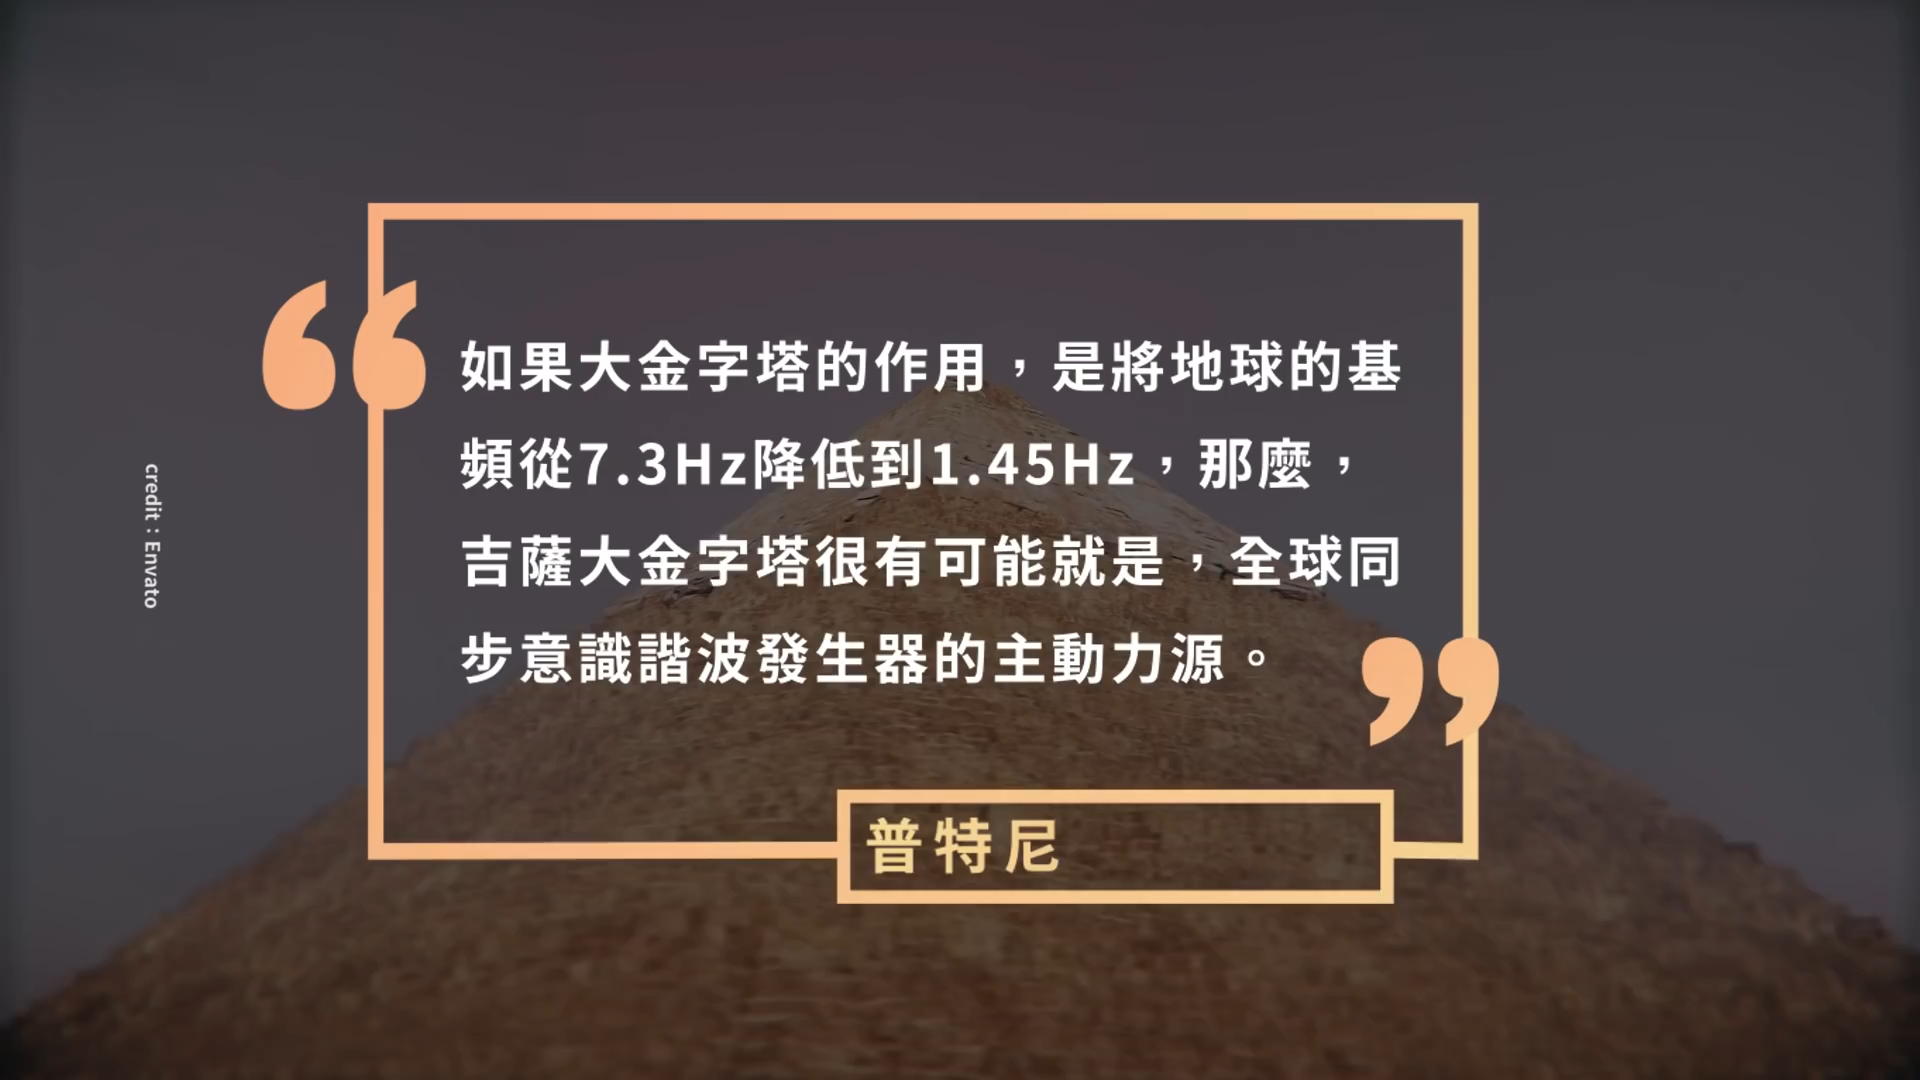 如果大金字塔的作用，是將地球的基
頻從7.3Hz降低到1.45Hz，那麼，
吉薩大金字塔很有可能就是，全球同
步意識諧波發生器的主動力源。
普特尼
credit：Envato